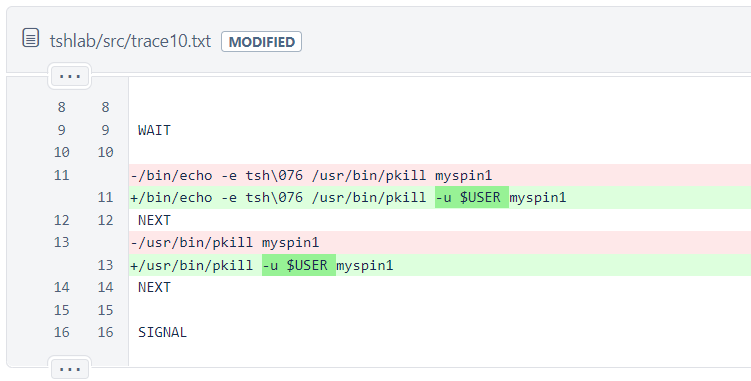 tshlab/src/trace10.txt MODIFIED
...
8 8
9 9 WAIT
10 10
11 -/bin/echo -e tsh\076 /usr/bin/pkill myspin1
11 +/bin/echo -e tsh\076 /usr/bin/pkill -u $USER myspin1
12 12 NEXT
13 -/usr/bin/pkill myspin1
13 +/usr/bin/pkill -u $USER myspin1
14 14 NEXT
15 15
16 16 SIGNAL
...